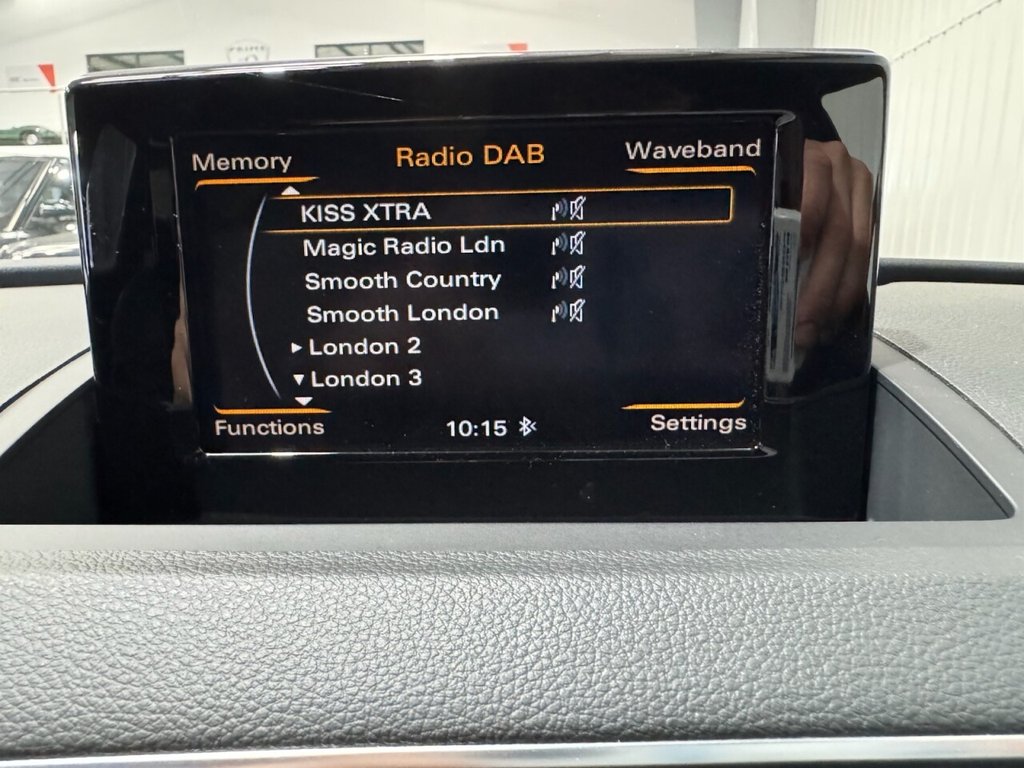 PRIME
Memory
Radio DAB
Waveband
KISS XTRA
Magic Radio Ldn
Smooth Country
Smooth London
London 2
London 3
Functions
10:15
Settings